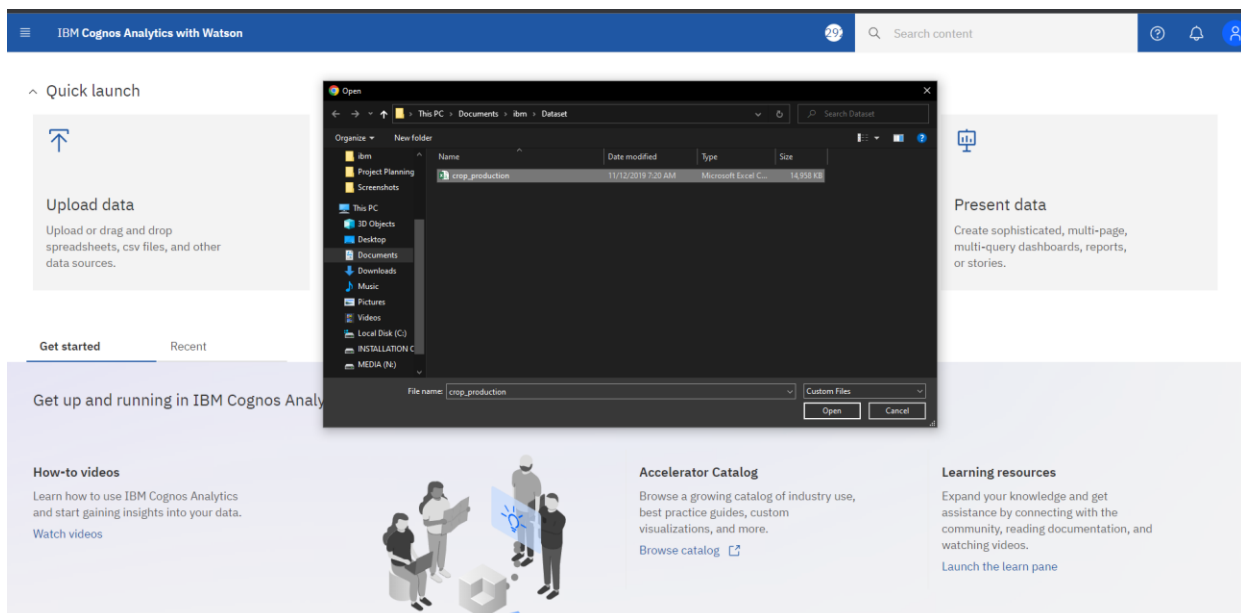 IBM Cognos Analytics with Watson
29
Search content
Quick launch
Upload data
Upload or drag and drop
spreadsheets, csv files, and other
data sources.
Open
This PC > Documents > ibm > Dataset
Search Dataset
Organize
New folder
ibm
Project Planning
Screenshots
This PC
3D Objects
Desktop
Documents
Downloads
Music
Pictures
Videos
Local Disk (C:)
INSTALLATION C
MEDIA (N:)
Name
Date modified
Type
Size
crop_production
11/12/2019 7:20 AM
Microsoft Excel C...
14,958 KB
File name:
crop_production
Custom Files
Open
Cancel
Present data
Create sophisticated, multi-page,
multi-query dashboards, reports,
or stories.
Get started
Recent
Get up and running in IBM Cognos Analy
How-to videos
Learn how to use IBM Cognos Analytics
and start gaining insights into your data.
Watch videos
Accelerator Catalog
Browse a growing catalog of industry use,
best practice guides, custom
visualizations, and more.
Browse catalog
Learning resources
Expand your knowledge and get
assistance by connecting with the
community, reading documentation, and
watching videos.
Launch the learn pane